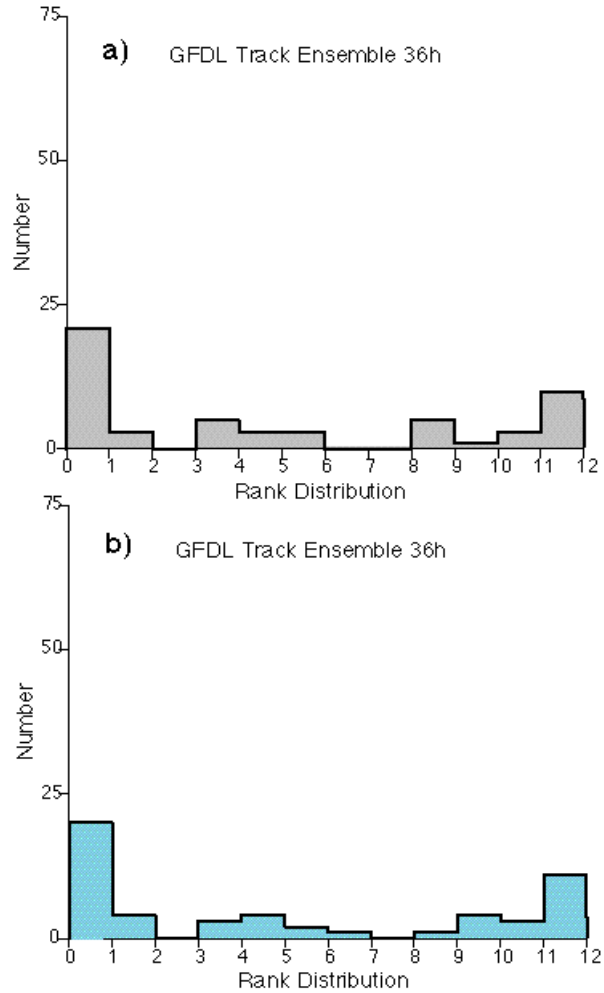 75
a) GFDL Track Ensemble 36h
50
Number
25
0
0 1 2 3 4 5 6 7 8 9 10 11 12
Rank Distribution
75
b) GFDL Track Ensemble 36h
50
Number
25
0
0 1 2 3 4 5 6 7 8 9 10 11 12
Rank Distribution